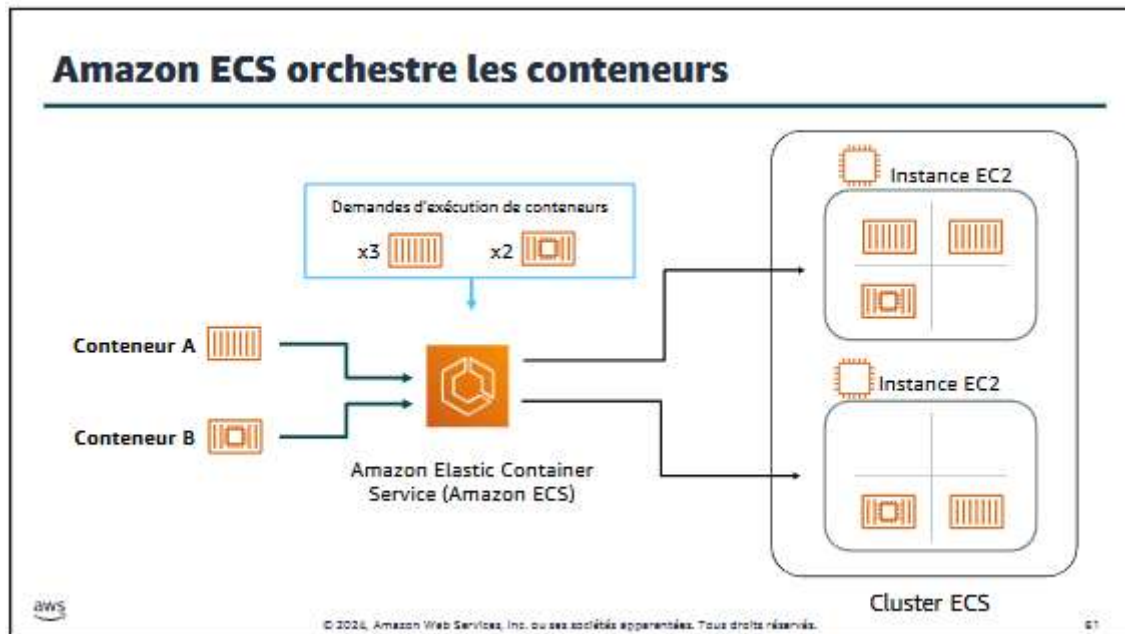 Amazon ECS orchestre les conteneurs
Instance EC2
Demandes d'exécution de conteneurs
x3
x2
Conteneur A
Instance EC2
Conteneur B
Amazon Elastic Container
Service (Amazon ECS)
Cluster ECS
aws
© 2024, Amazon Web Services, Inc. ou ses sociétés apparentées. Tous droits réservés.
61